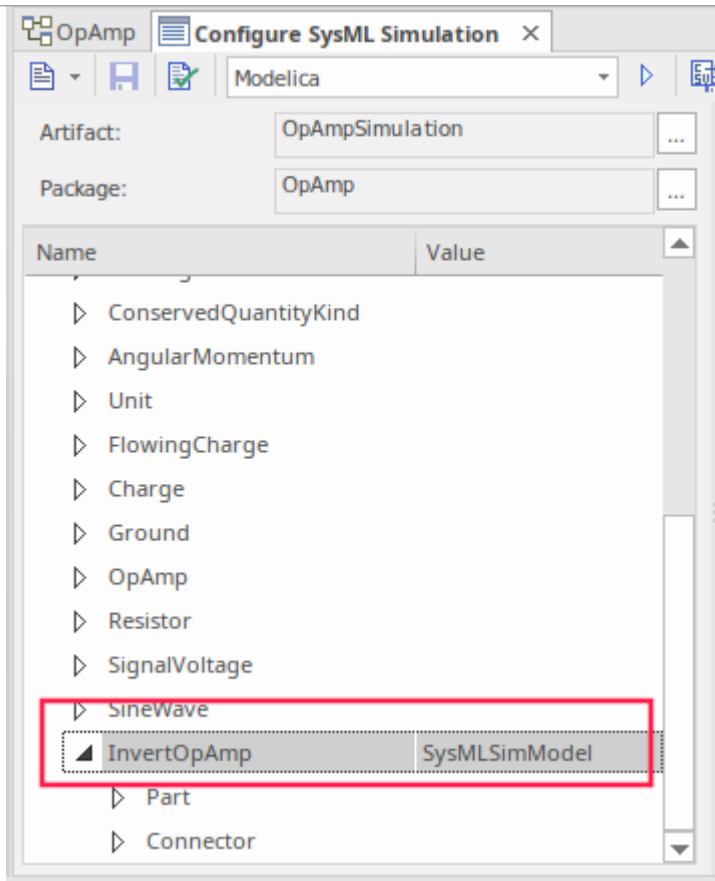 OpAmp Configure SysML Simulation
Modelica
Artifact: OpAmpSimulation ...
Package: OpAmp ...
Name Value
ConservedQuantityKind
AngularMomentum
Unit
FlowingCharge
Charge
Ground
OpAmp
Resistor
SignalVoltage
SineWave
InvertOpAmp SysMLSimModel
Part
Connector